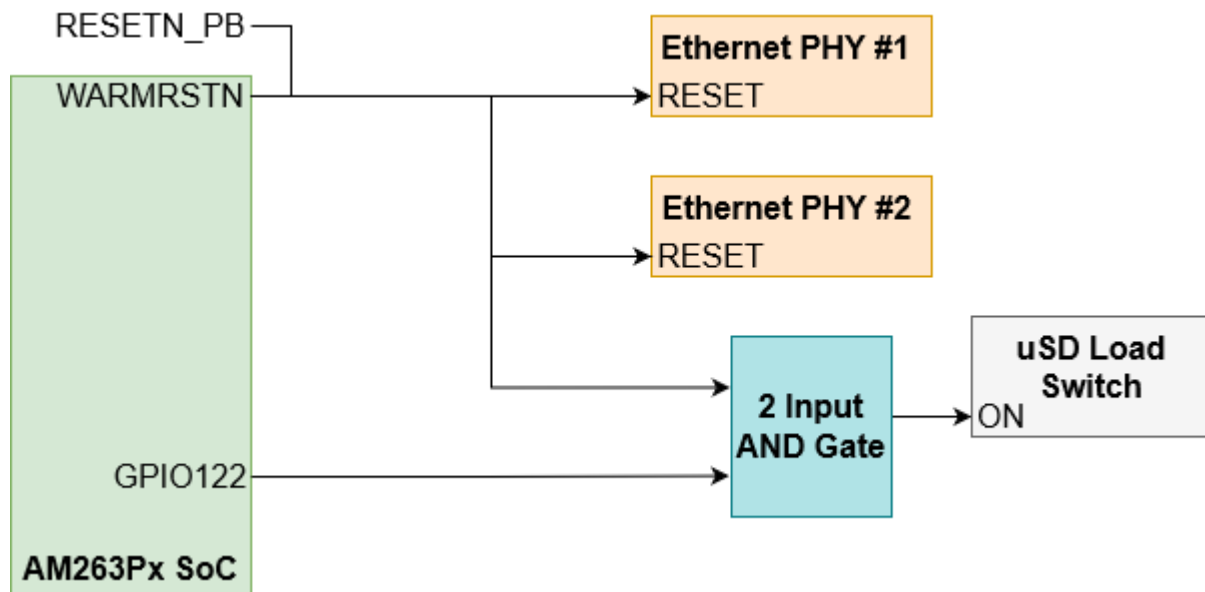 RESETN_PB
WARMRSTN
Ethernet PHY #1
RESET
Ethernet PHY #2
RESET
uSD Load
Switch
ON
2 Input
AND Gate
GPIO122
AM263Px SoC